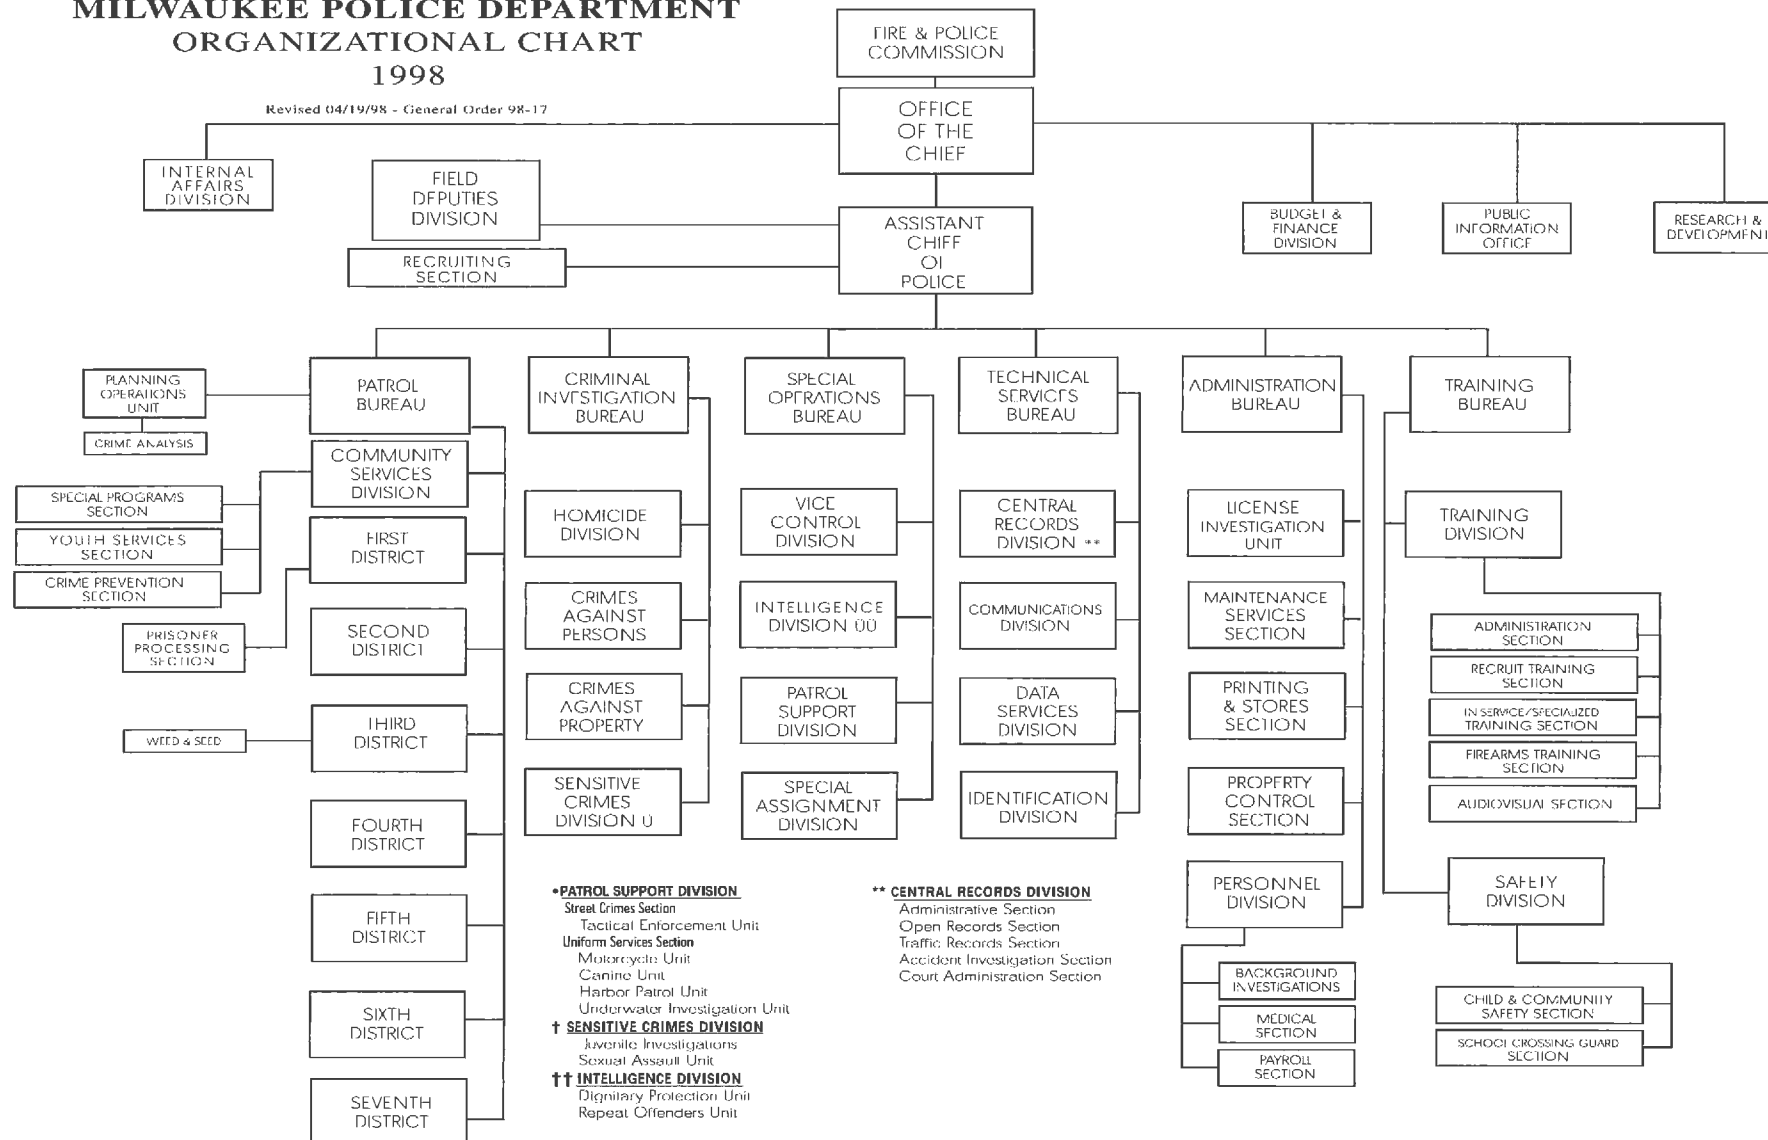 MILWAUKEE POLICE DEPARTMENT
ORGANIZATIONAL CHART
1998
Revised 04/19/98 - General Order 98-17
FIRE & POLICE
COMMISSION
OFFICE
OF THE
CHIEF
INTERNAL
AFFAIRS
DIVISION
FIELD
DEPUTIES
DIVISION
RECRUITING
SECTION
ASSISTANT
CHIEF
OF
POLICE
BUDGET &
FINANCE
DIVISION
PUBLIC
INFORMATION
OFFICE
RESEARCH &
DEVELOPMENT
PLANNING
OPERATIONS
UNIT
CRIME ANALYSIS
PATROL
BUREAU
COMMUNITY
SERVICES
DIVISION
SPECIAL PROGRAMS
SECTION
YOUTH SERVICES
SECTION
CRIME PREVENTION
SECTION
FIRST
DISTRICT
PRISONER
PROCESSING
SECTION
SECOND
DISTRICT
WEED & SEED
THIRD
DISTRICT
FOURTH
DISTRICT
FIFTH
DISTRICT
SIXTH
DISTRICT
SEVENTH
DISTRICT
CRIMINAL
INVESTIGATION
BUREAU
HOMICIDE
DIVISION
CRIMES
AGAINST
PERSONS
CRIMES
AGAINST
PROPERTY
SENSITIVE
CRIMES
DIVISION Ü
SPECIAL
OPERATIONS
BUREAU
VICE
CONTROL
DIVISION
INTELLIGENCE
DIVISION ÜÜ
PATROL
SUPPORT
DIVISION
SPECIAL
ASSIGNMENT
DIVISION
TECHNICAL
SERVICES
BUREAU
CENTRAL
RECORDS
DIVISION **
COMMUNICATIONS
DIVISION
DATA
SERVICES
DIVISION
IDENTIFICATION
DIVISION
ADMINISTRATION
BUREAU
LICENSE
INVESTIGATION
UNIT
MAINTENANCE
SERVICES
SECTION
PRINTING
& STORES
SECTION
PROPERTY
CONTROL
SECTION
PERSONNEL
DIVISION
BACKGROUND
INVESTIGATIONS
MEDICAL
SECTION
PAYROLL
SECTION
TRAINING
BUREAU
TRAINING
DIVISION
ADMINISTRATION
SECTION
RECRUIT TRAINING
SECTION
IN SERVICE/SPECIALIZED
TRAINING SECTION
FIREARMS TRAINING
SECTION
AUDIOVISUAL SECTION
SAFETY
DIVISION
CHILD & COMMUNITY
SAFETY SECTION
SCHOOL CROSSING GUARD
SECTION
•PATROL SUPPORT DIVISION
Street Crimes Section
Tactical Enforcement Unit
Uniform Services Section
Motorcycle Unit
Canine Unit
Harbor Patrol Unit
Underwater Investigation Unit
† SENSITIVE CRIMES DIVISION
Juvenile Investigations
Sexual Assault Unit
†† INTELLIGENCE DIVISION
Dignitary Protection Unit
Repeat Offenders Unit
** CENTRAL RECORDS DIVISION
Administrative Section
Open Records Section
Traffic Records Section
Accident Investigation Section
Court Administration Section